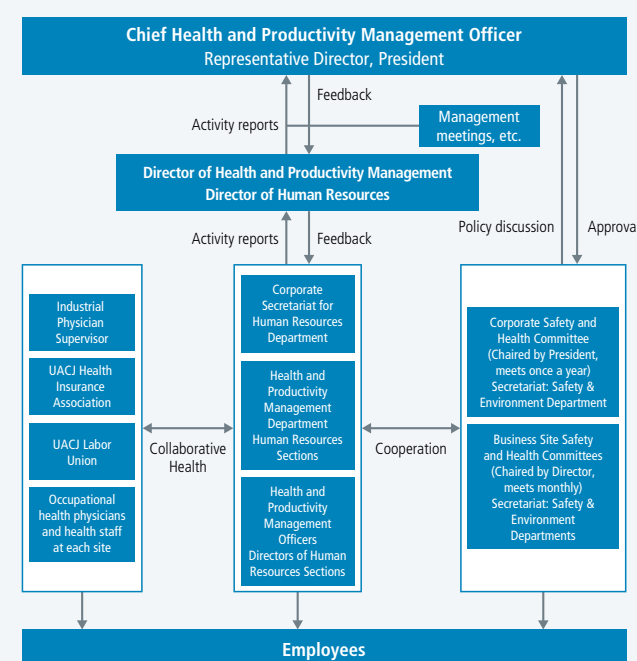 Chief Health and Productivity Management Officer
Representative Director, President
Feedback
Activity reports
Management
meetings, etc.
Director of Health and Productivity Management
Director of Human Resources
Activity reports
Feedback
Policy discussion
Approva
Industrial
Physician
Supervisor
UACJ Health
Insurance
Association
UACJ Labor
Union
Occupational
health physicians
and health staff
at each site
Collaborative
Health
Corporate
Secretariat for
Human Resources
Department
Health and
Productivity
Management
Department
Human Resources
Sections
Health and
Productivity
Management
Officers
Directors of Human
Resources Sections
Cooperation
Corporate Safety and
Health Committee
(Chaired by President,
meets once a year)
Secretariat: Safety &
Environment Department
Business Site Safety
and Health Committees
(Chaired by Director,
meets monthly)
Secretariat: Safety &
Environment
Departments
Employees